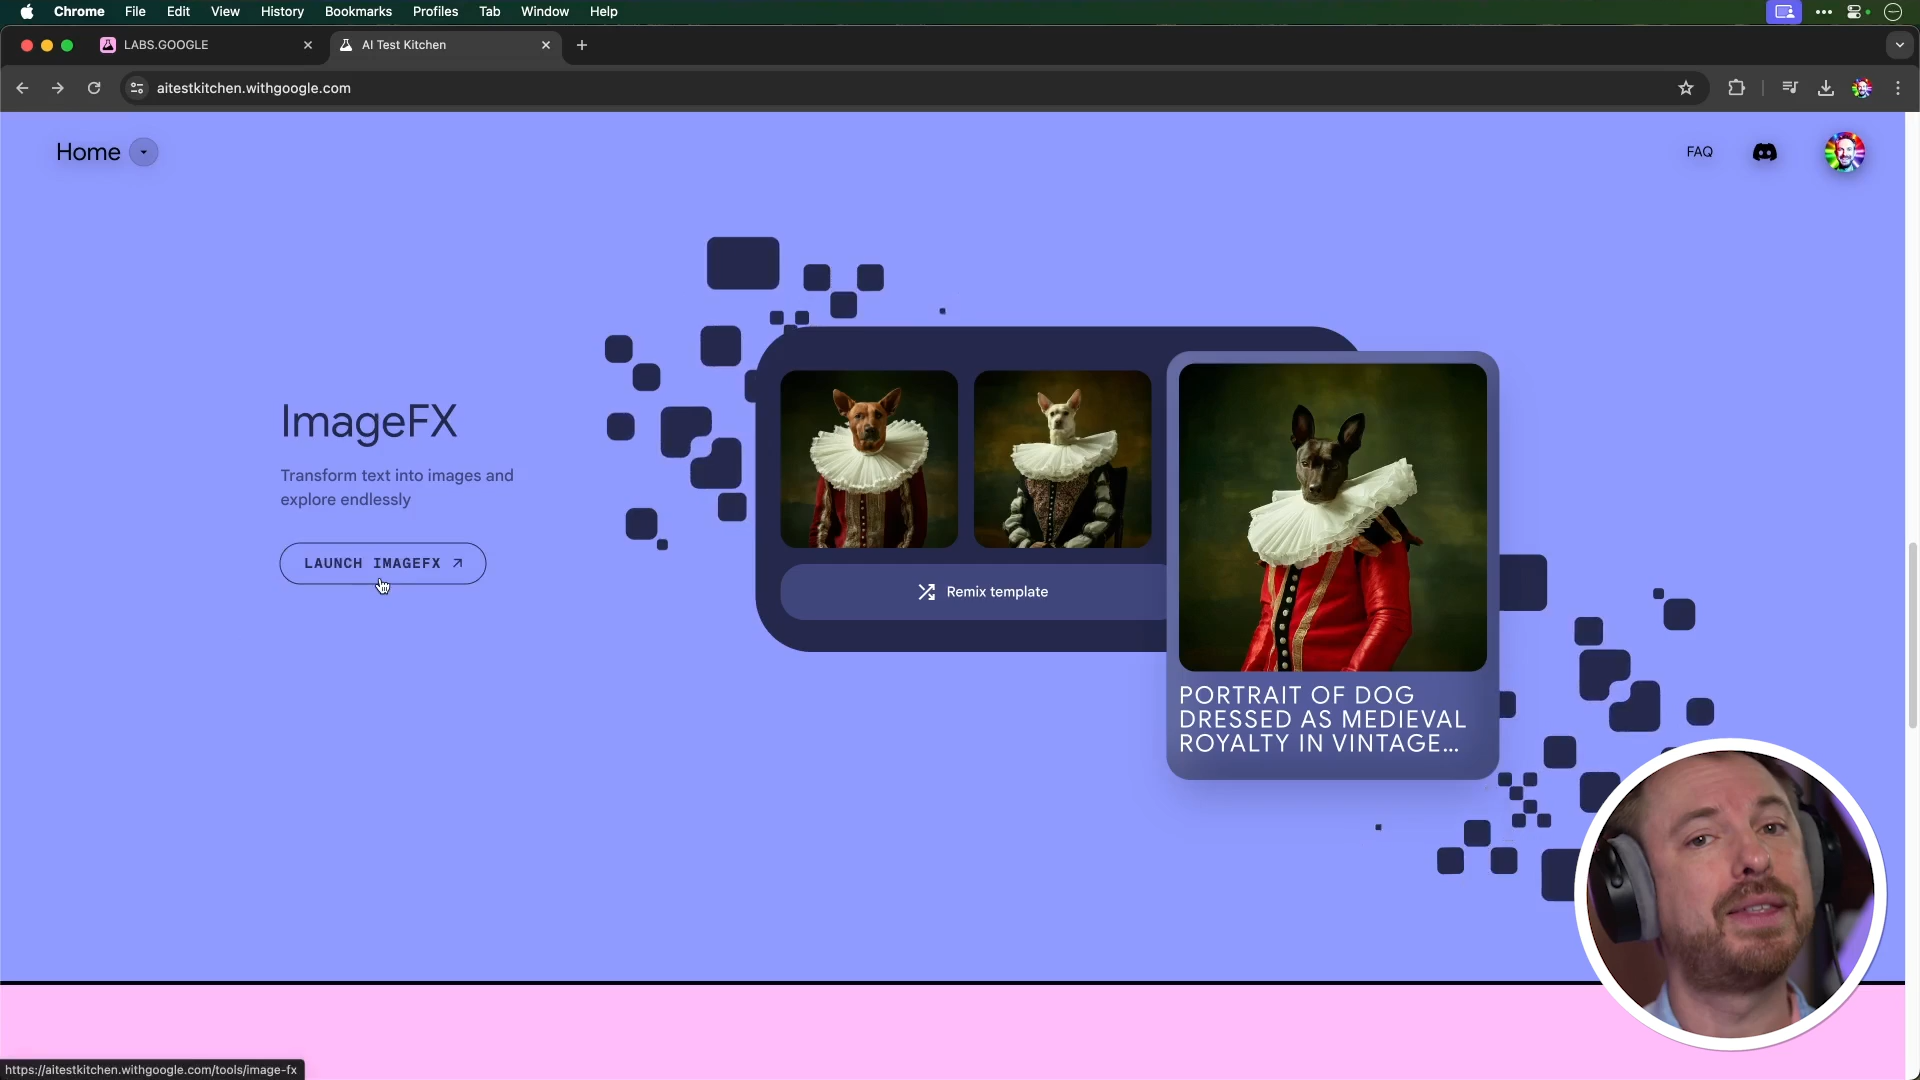 Chrome File Edit View History Bookmarks Profiles Tab Window Help
LABS.GOOGLE AI Test Kitchen
aitestkitchen.withgoogle.com
Home FAQ
ImageFX
Transform text into images and
explore endlessly
LAUNCH IMAGEFX
Remix template
PORTRAIT OF DOG
DRESSED AS MEDIEVAL
ROYALTY IN VINTAGE...
https://aitestkitchen.withgoogle.com/tools/image-fx